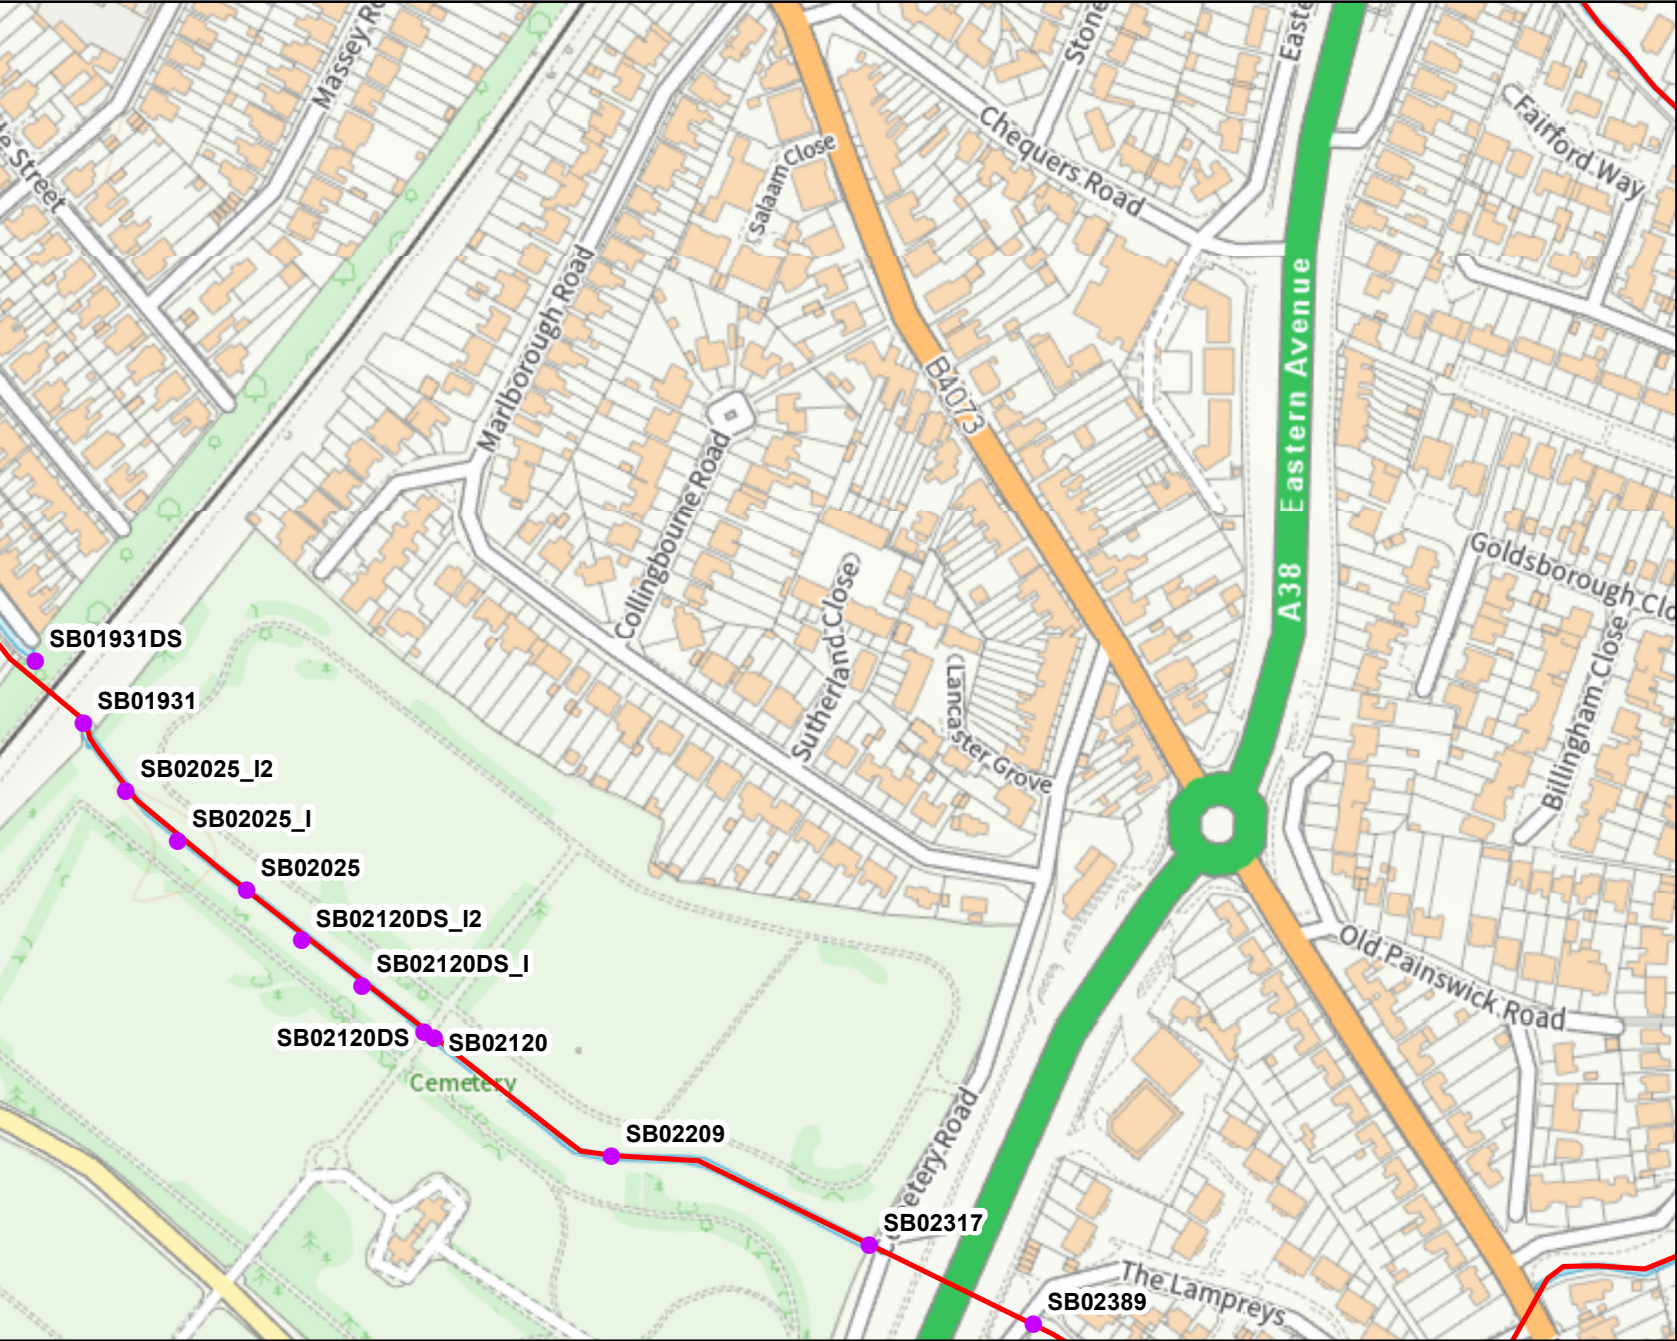 Massey Ro
Stone
Easte
Chequers Road
Fairford Way
Salaam Close
le Street
Marlborough Road
B4073
A38 Eastern Avenue
Collingbourne Road
Sutherland Close
Lancaster Grove
Goldsborough Clo
Billingham Close
SB01931DS
SB01931
SB02025_I2
SB02025_I
SB02025
SB02120DS_I2
SB02120DS_I
Old Painswick Road
SB02120DS
SB02120
Cemetery
SB02209
etery Road
SB02317
The Lampreys
SB02389